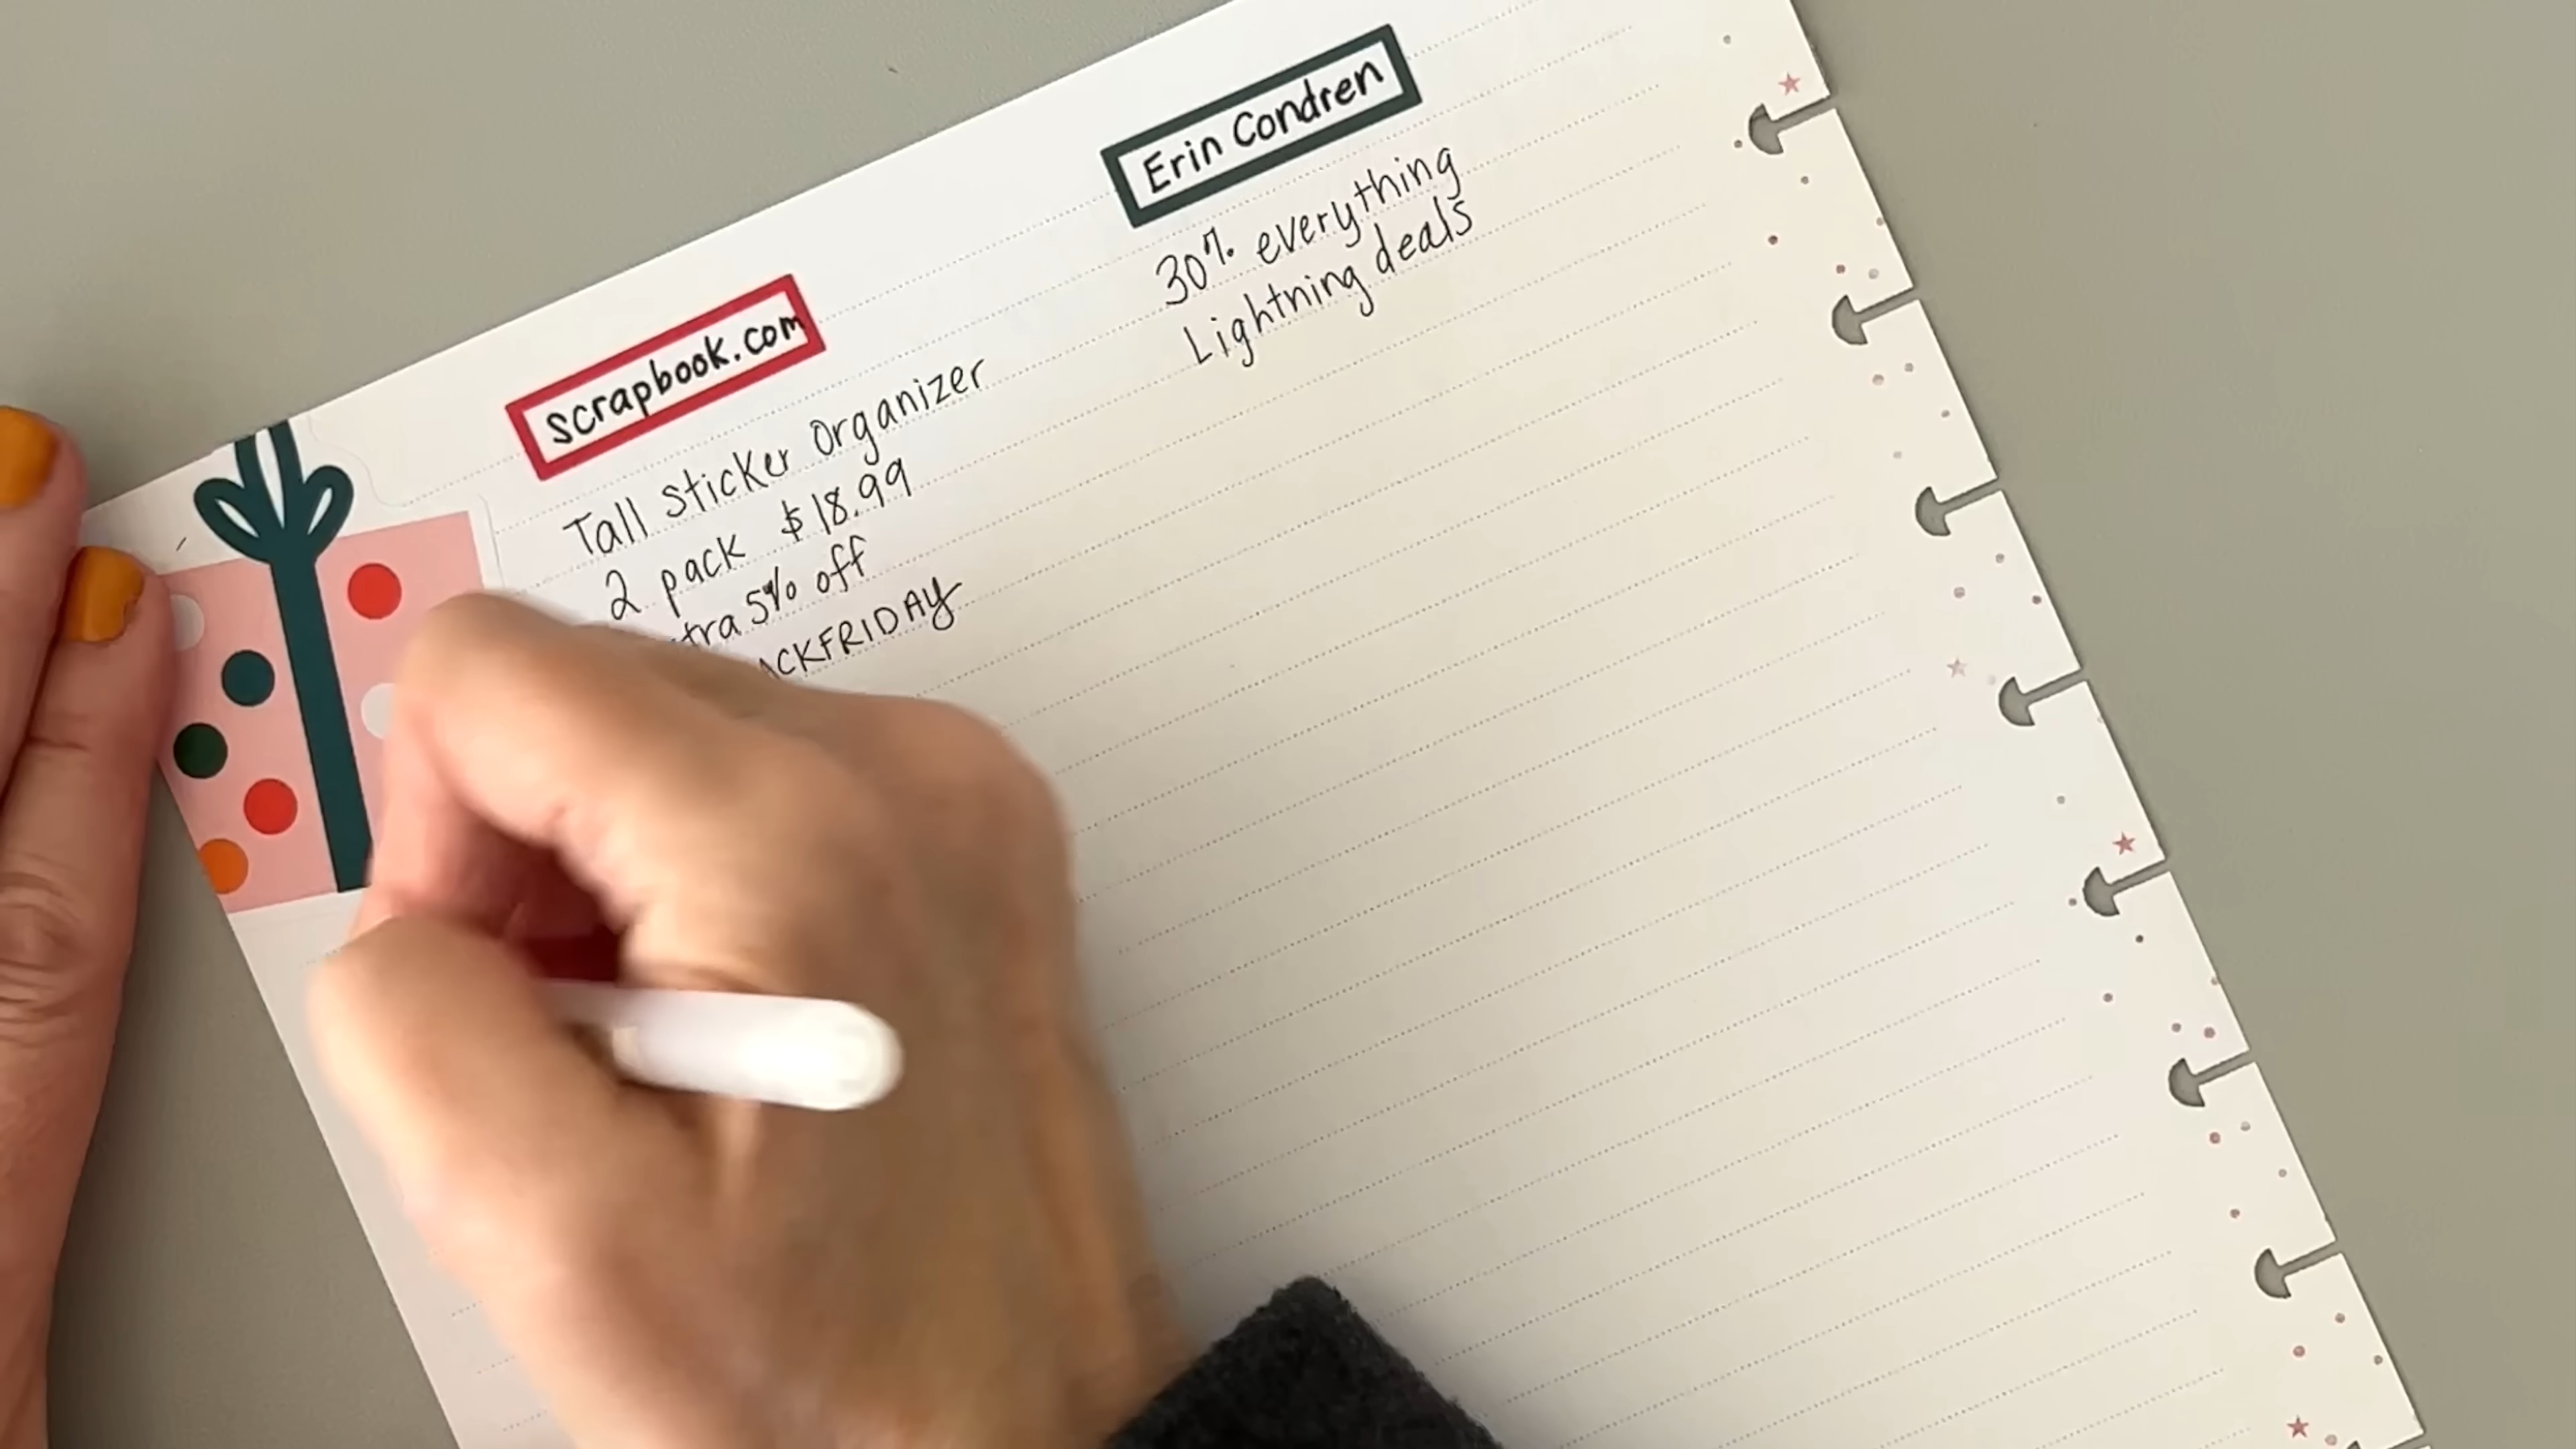 scrapbook.com
Tall Sticker Organizer
2 pack $18.99
5% off
Erin Condren
30% everything
Lightning deals